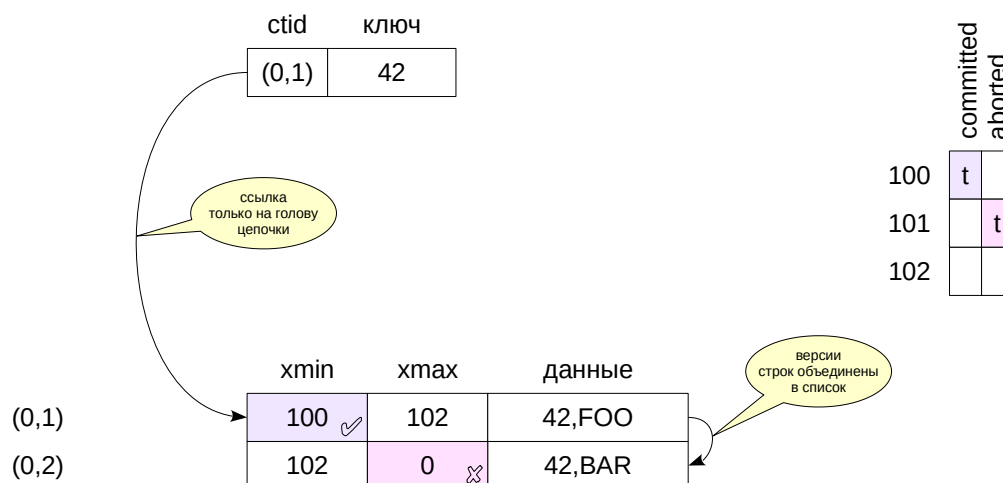 ctid ключ
(0,1) 42
committed
aborted
100 t
101 t
102
ссылка
только на голову
цепочки
версии
строк объединены
в список
xmin xmax данные
(0,1) 100 102 42,FOO
(0,2) 102 0 42,BAR